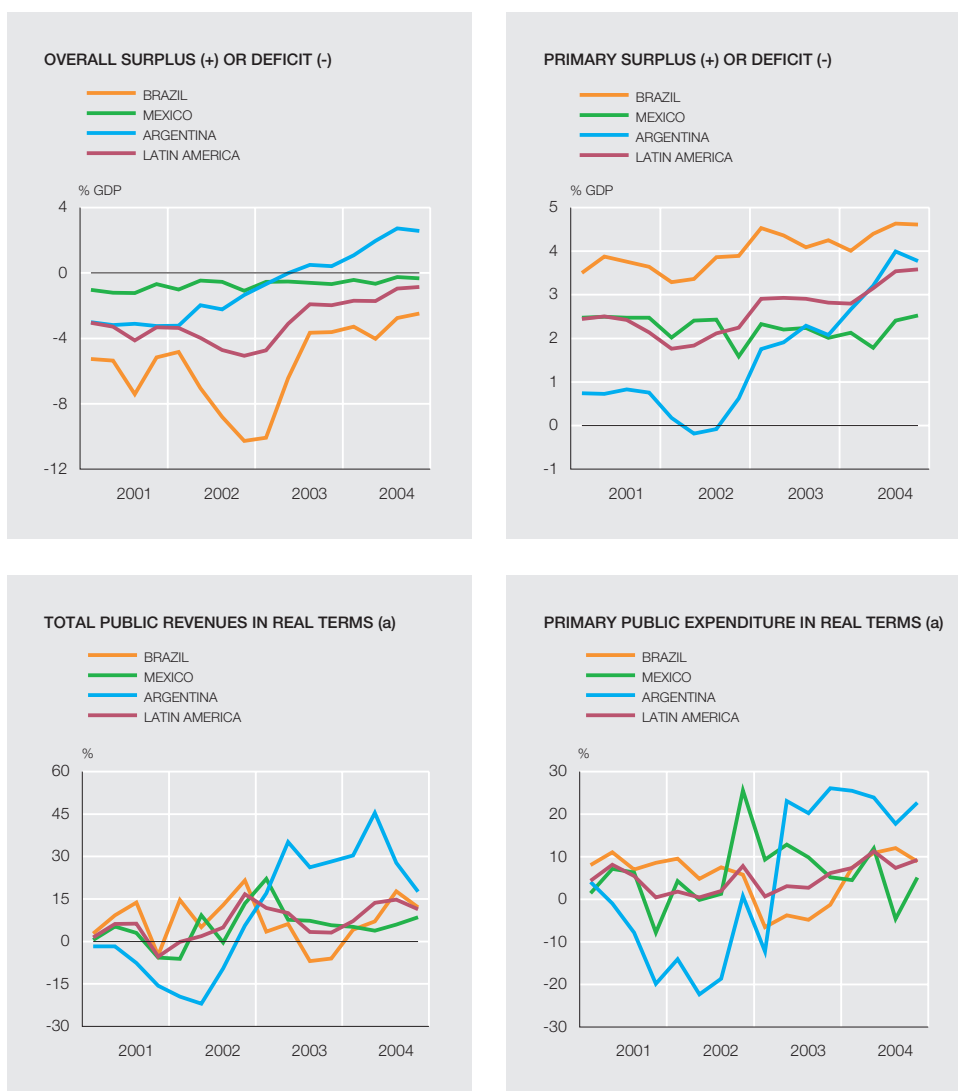 OVERALL SURPLUS (+) OR DEFICIT (-)
BRAZIL
MEXICO
ARGENTINA
LATIN AMERICA
% GDP
4
0
-4
-8
-12
2001 2002 2003 2004
PRIMARY SURPLUS (+) OR DEFICIT (-)
BRAZIL
MEXICO
ARGENTINA
LATIN AMERICA
% GDP
5
4
3
2
1
0
-1
2001 2002 2003 2004
TOTAL PUBLIC REVENUES IN REAL TERMS (a)
BRAZIL
MEXICO
ARGENTINA
LATIN AMERICA
%
60
45
30
15
0
-15
-30
2001 2002 2003 2004
PRIMARY PUBLIC EXPENDITURE IN REAL TERMS (a)
BRAZIL
MEXICO
ARGENTINA
LATIN AMERICA
%
30
20
10
0
-10
-20
-30
2001 2002 2003 2004